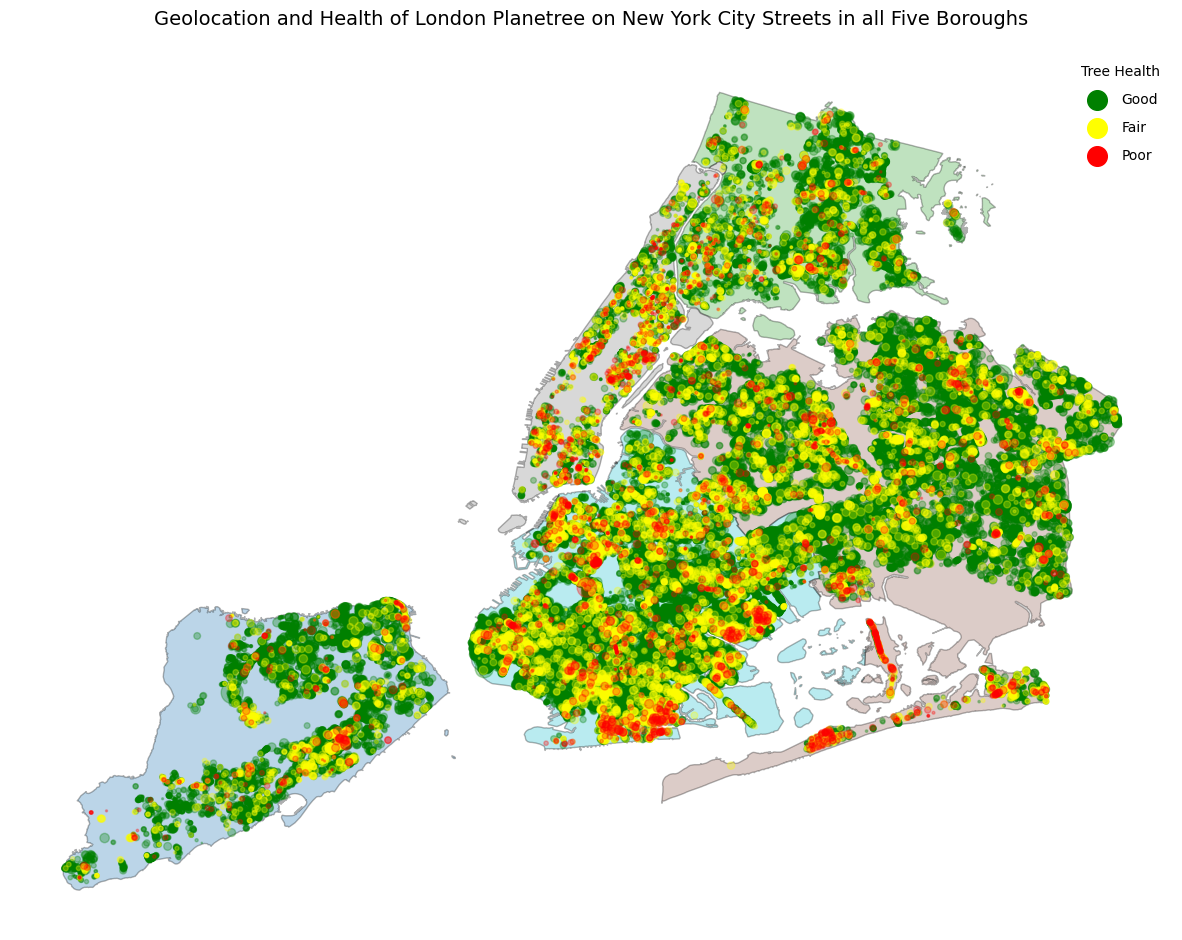 Geolocation and Health of London Planetree on New York City Streets in all Five Boroughs
Tree Health
Good
Fair
Poor